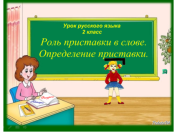 Урок русского языка
2 класс
Роль приставки в слове.
Определение приставки.